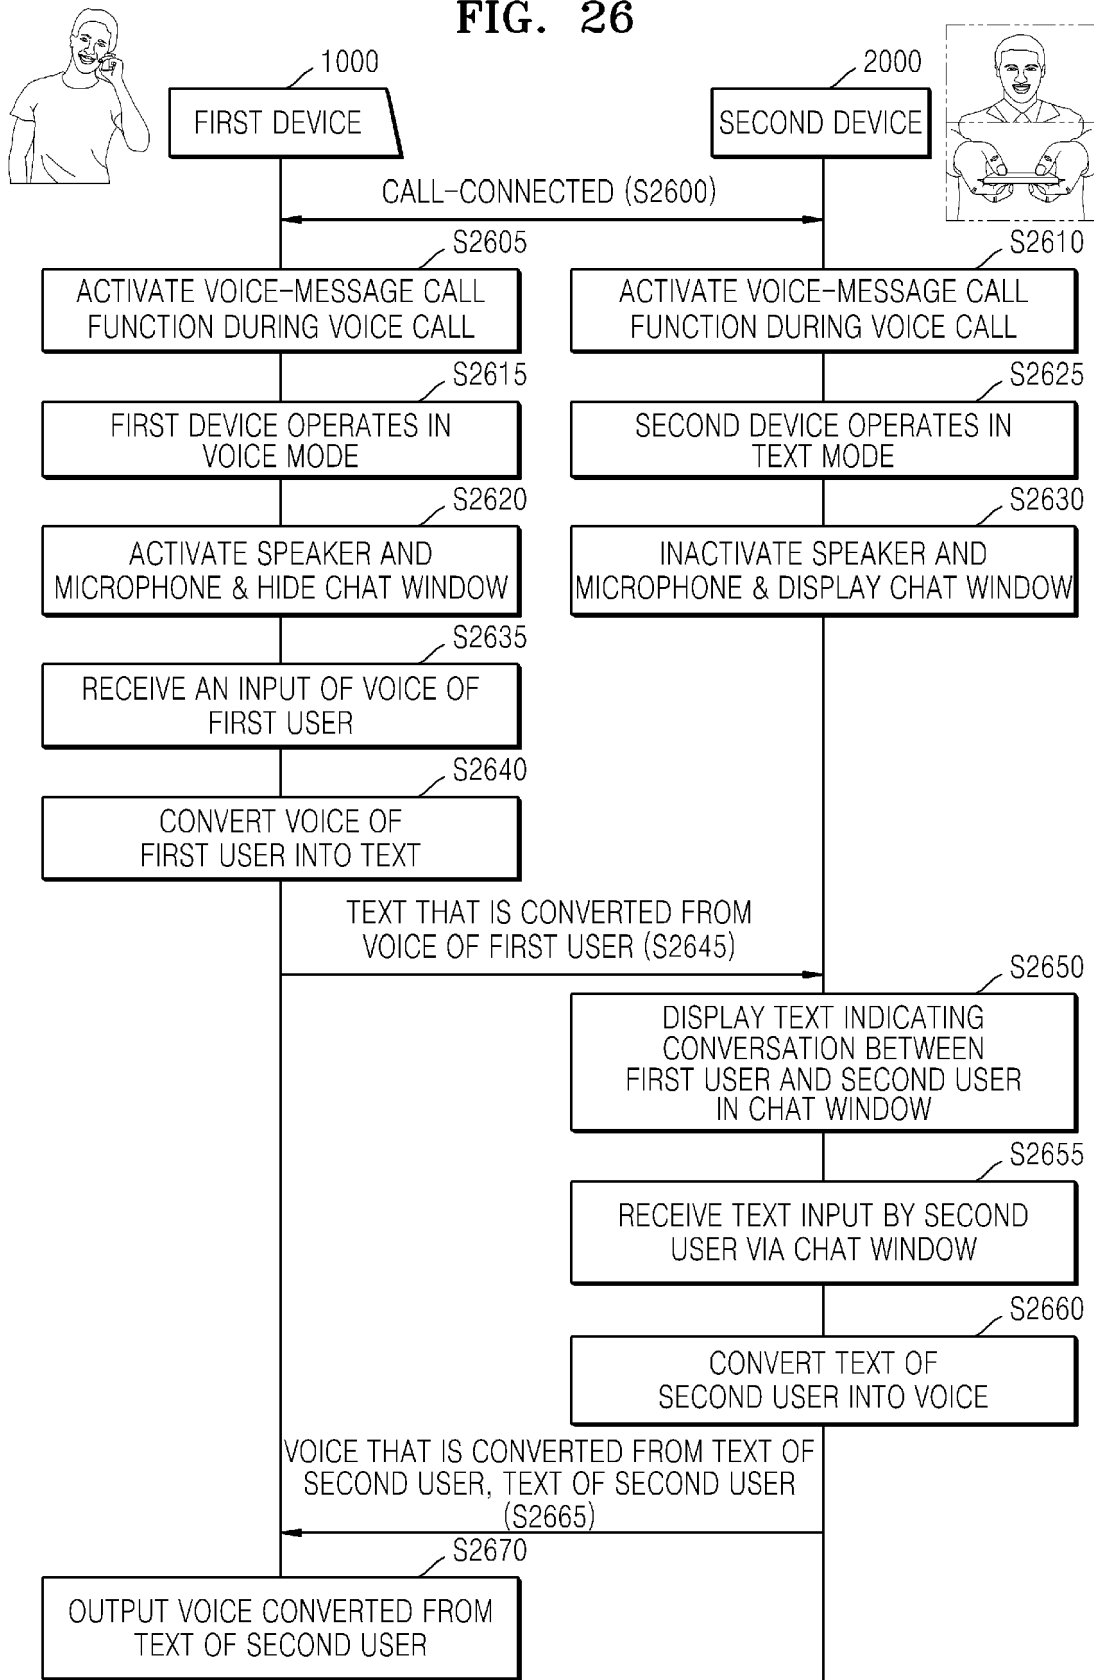 FIG. 26
1000
2000
FIRST DEVICE
SECOND DEVICE
CALL-CONNECTED (S2600)
S2605
S2610
ACTIVATE VOICE-MESSAGE CALL
FUNCTION DURING VOICE CALL
ACTIVATE VOICE-MESSAGE CALL
FUNCTION DURING VOICE CALL
S2615
S2625
FIRST DEVICE OPERATES IN
VOICE MODE
SECOND DEVICE OPERATES IN
TEXT MODE
S2620
S2630
ACTIVATE SPEAKER AND
MICROPHONE & HIDE CHAT WINDOW
INACTIVATE SPEAKER AND
MICROPHONE & DISPLAY CHAT WINDOW
S2635
RECEIVE AN INPUT OF VOICE OF
FIRST USER
S2640
CONVERT VOICE OF
FIRST USER INTO TEXT
TEXT THAT IS CONVERTED FROM
VOICE OF FIRST USER (S2645)
S2650
DISPLAY TEXT INDICATING
CONVERSATION BETWEEN
FIRST USER AND SECOND USER
IN CHAT WINDOW
S2655
RECEIVE TEXT INPUT BY SECOND
USER VIA CHAT WINDOW
S2660
CONVERT TEXT OF
SECOND USER INTO VOICE
VOICE THAT IS CONVERTED FROM TEXT OF
SECOND USER, TEXT OF SECOND USER
(S2665)
S2670
OUTPUT VOICE CONVERTED FROM
TEXT OF SECOND USER